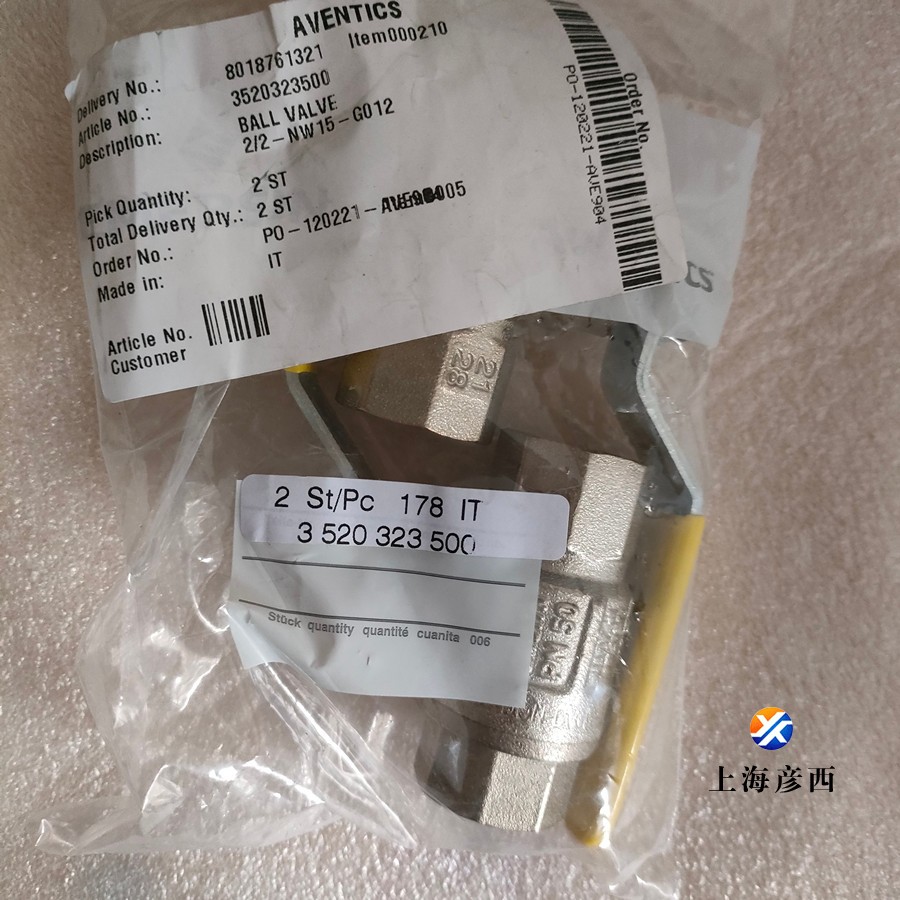 AVENTICS
Delivery No.: 8018761321 Item000210
Article No.: 3520323500
Description: BALL VALVE
2/2-NW15-G012
Pick Quantity: 2 ST
Total Delivery Qty.: 2 ST
Order No.: PO-120221-
Made in: IT
Article No.
Customer
Order No.
PO-120221-AVE904
CS
2 St/Pc 178 IT
3 520 323 500
Stück quantity quantité cuanita 006
PN 50
上海彦西